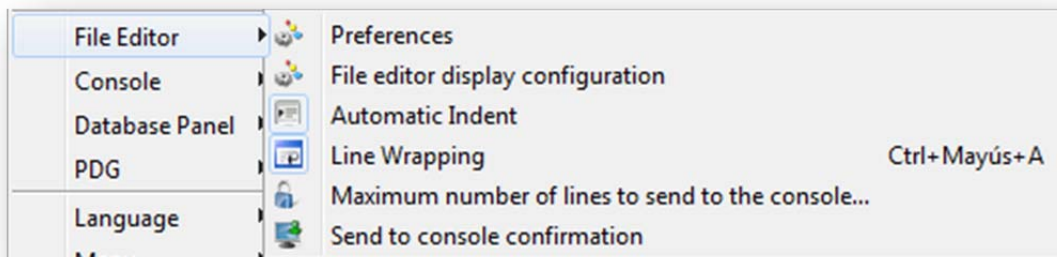 File Editor
Console
Database Panel
PDG
Language
Preferences
File editor display configuration
Automatic Indent
Line Wrapping Ctrl+Mayús+A
Maximum number of lines to send to the console...
Send to console confirmation